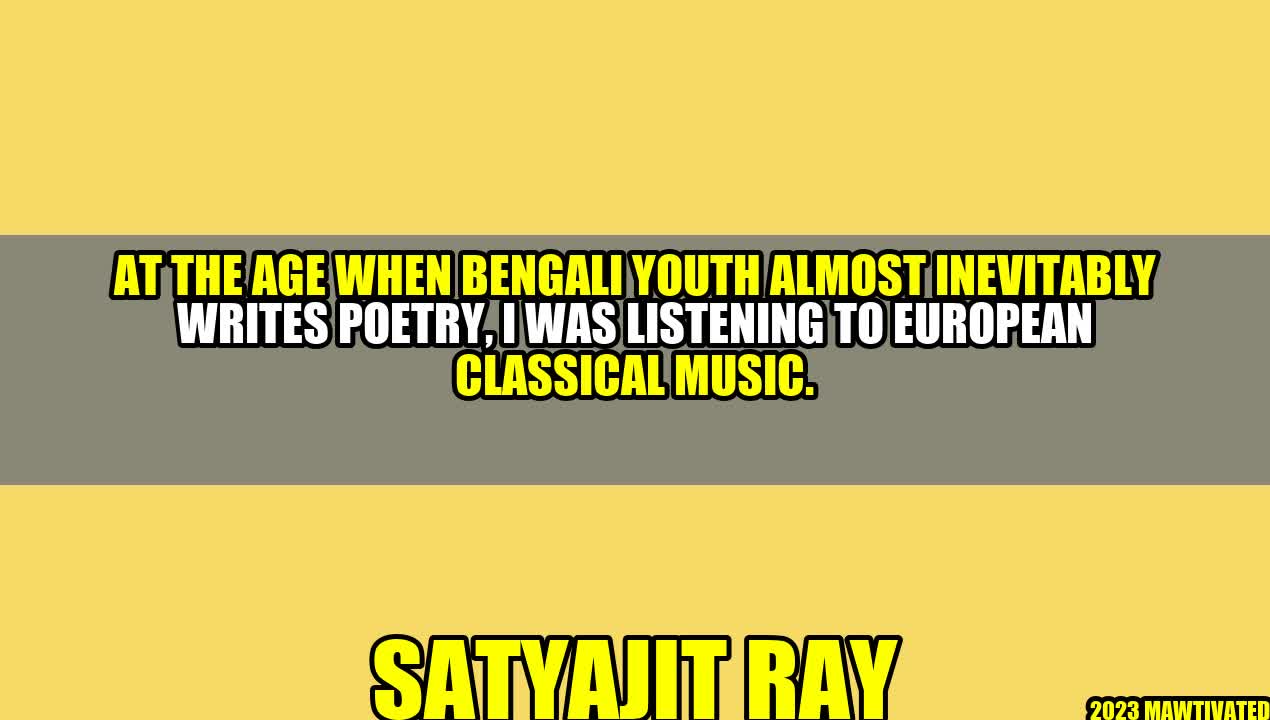 AT THE AGE WHEN BENGALI YOUTH ALMOST INEVITABLY
WRITES POETRY, I WAS LISTENING TO EUROPEAN
CLASSICAL MUSIC.
SATYAJIT RAY
2023 MAWTIVATED